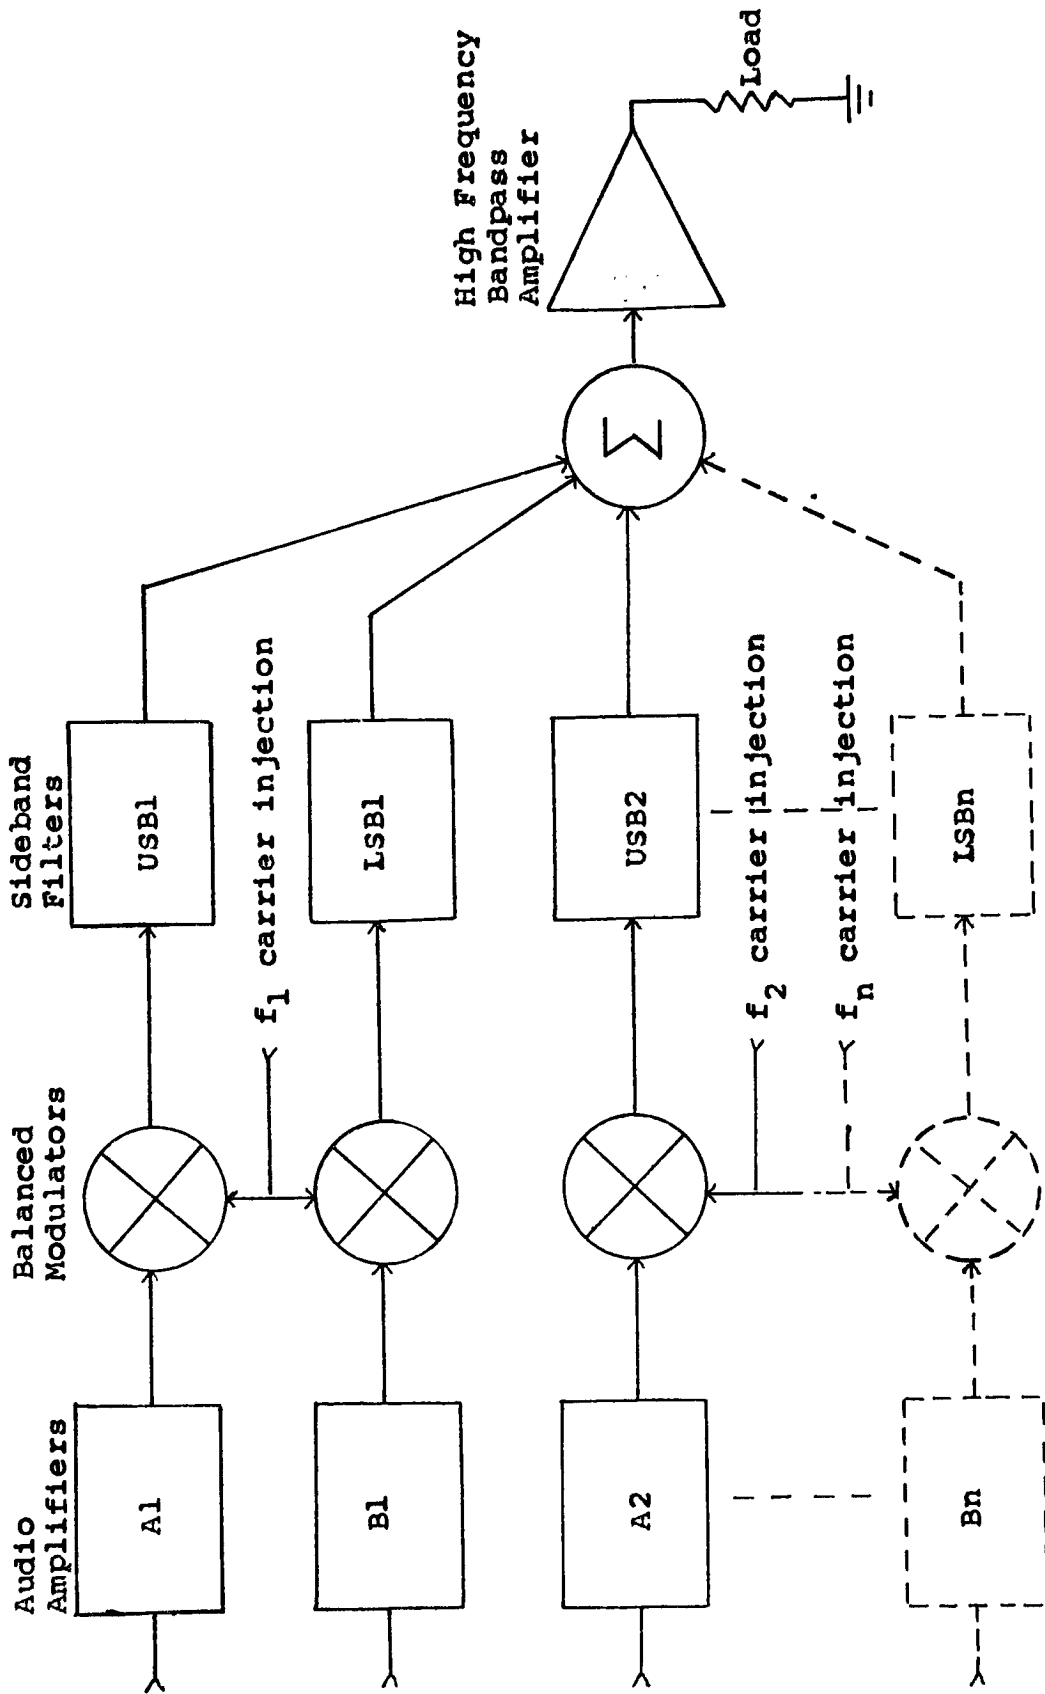 Audio
Amplifiers
Balanced
Modulators
Sideband
Filters
High Frequency
Bandpass
Amplifier
A1
USB1
f1 carrier injection
B1
LSB1
Σ
Load
A2
USB2
f2 carrier injection
fn carrier injection
Bn
LSBn